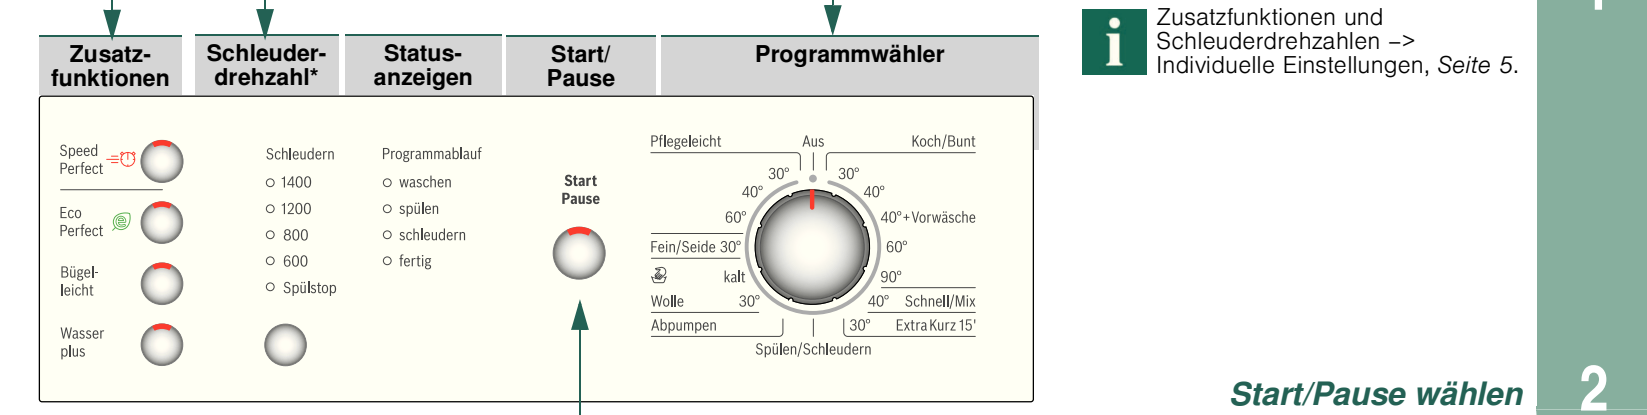 Zusatz-
funktionen
Schleuder-
drehzahl*
Status-
anzeigen
Start/
Pause
Programmwähler
Speed
Perfect
Eco
Perfect
Bügel-
leicht
Wasser
plus
Schleudern
1400
1200
800
600
Spülstop
Programmablauf
waschen
spülen
schleudern
fertig
Start
Pause
Pflegeleicht
Aus
Koch/Bunt
30°
30°
40°
40°
60°
40°+Vorwäsche
Fein/Seide 30°
60°
kalt
90°
Wolle 30°
40° Schnell/Mix
Abpumpen
30° Extra Kurz 15'
Spülen/Schleudern
i
Zusatzfunktionen und
Schleuderdrehzahlen –>
Individuelle Einstellungen, Seite 5.
Start/Pause wählen
2